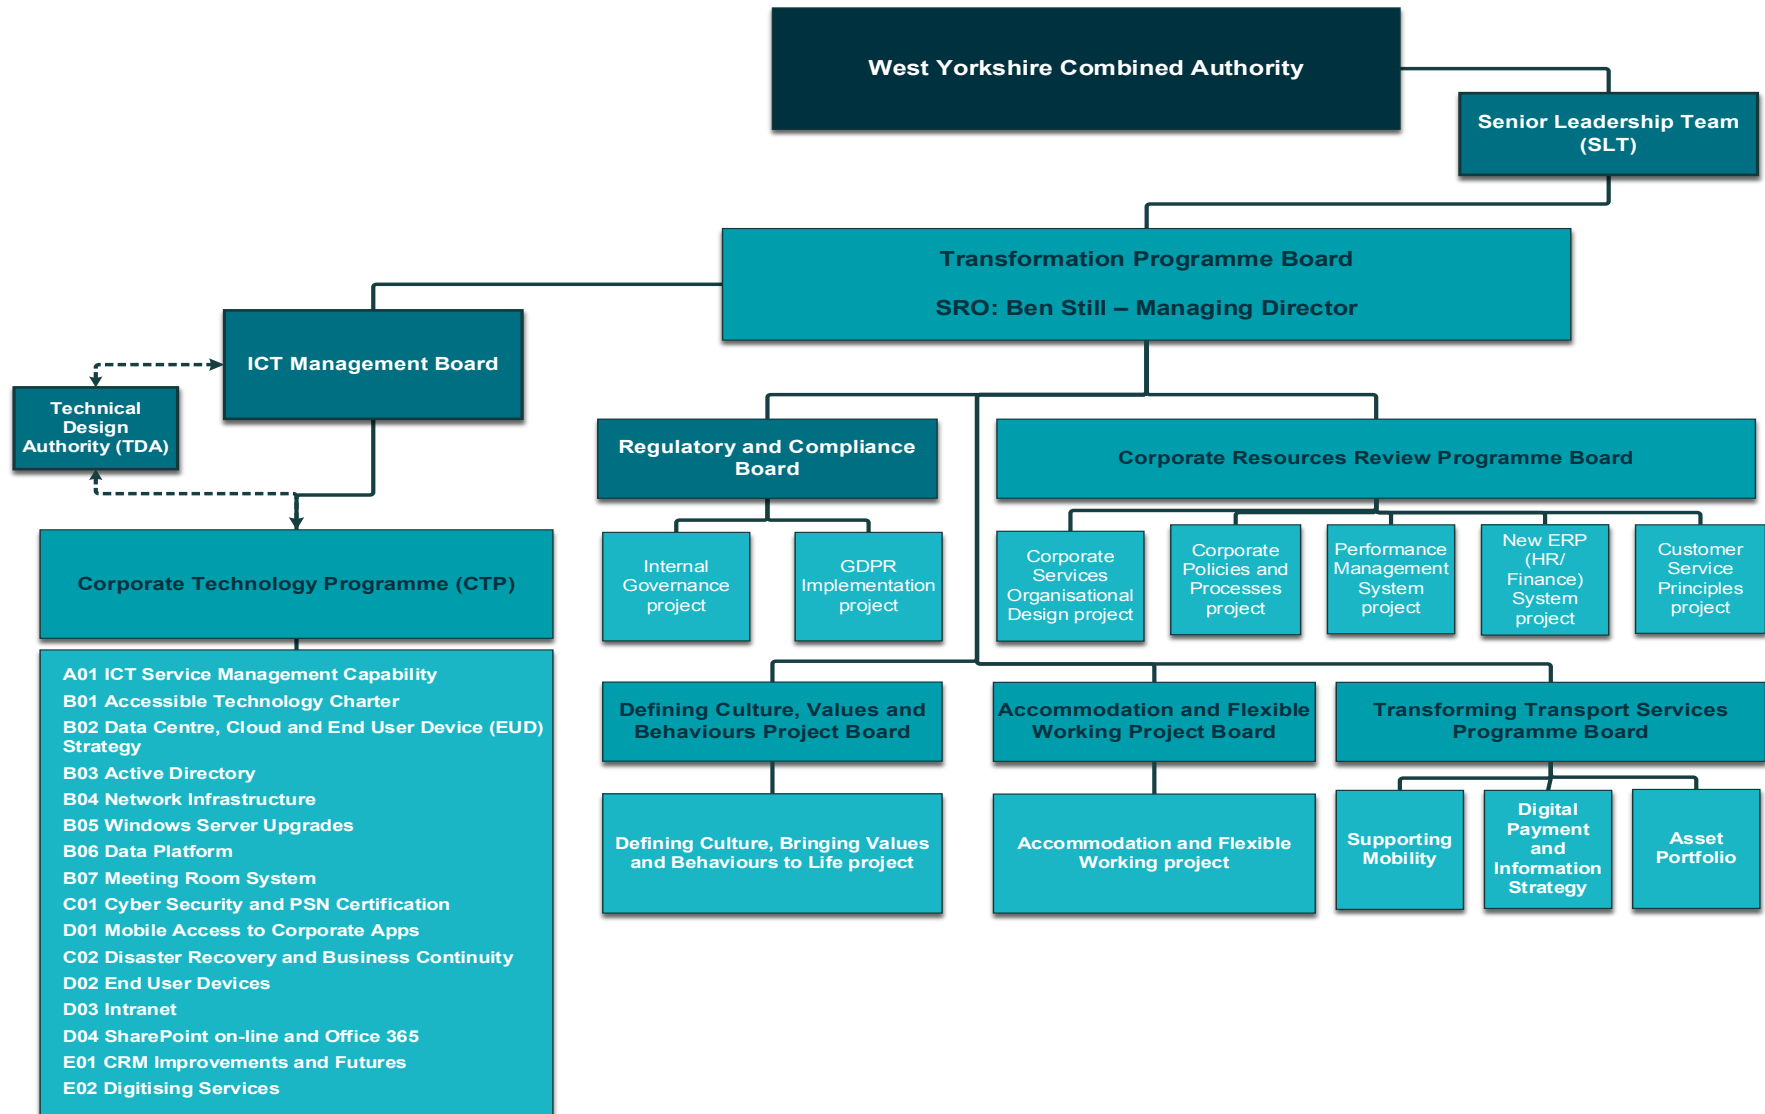 West Yorkshire Combined Authority
Senior Leadership Team
(SLT)
Transformation Programme Board
SRO: Ben Still – Managing Director
ICT Management Board
Technical
Design
Authority (TDA)
Regulatory and Compliance
Board
Corporate Resources Review Programme Board
Corporate Technology Programme (CTP)
Internal
Governance
project
GDPR
Implementation
project
Corporate
Services
Organisational
Design project
Corporate
Policies and
Processes
project
Performance
Management
System
project
New ERP
(HR/
Finance)
System
project
Customer
Service
Principles
project
A01 ICT Service Management Capability
B01 Accessible Technology Charter
B02 Data Centre, Cloud and End User Device (EUD)
Strategy
B03 Active Directory
B04 Network Infrastructure
B05 Windows Server Upgrades
B06 Data Platform
B07 Meeting Room System
C01 Cyber Security and PSN Certification
D01 Mobile Access to Corporate Apps
C02 Disaster Recovery and Business Continuity
D02 End User Devices
D03 Intranet
D04 SharePoint on-line and Office 365
E01 CRM Improvements and Futures
E02 Digitising Services
Defining Culture, Values and
Behaviours Project Board
Accommodation and Flexible
Working Project Board
Transforming Transport Services
Programme Board
Defining Culture, Bringing Values
and Behaviours to Life project
Accommodation and Flexible
Working project
Supporting
Mobility
Digital
Payment
and
Information
Strategy
Asset
Portfolio